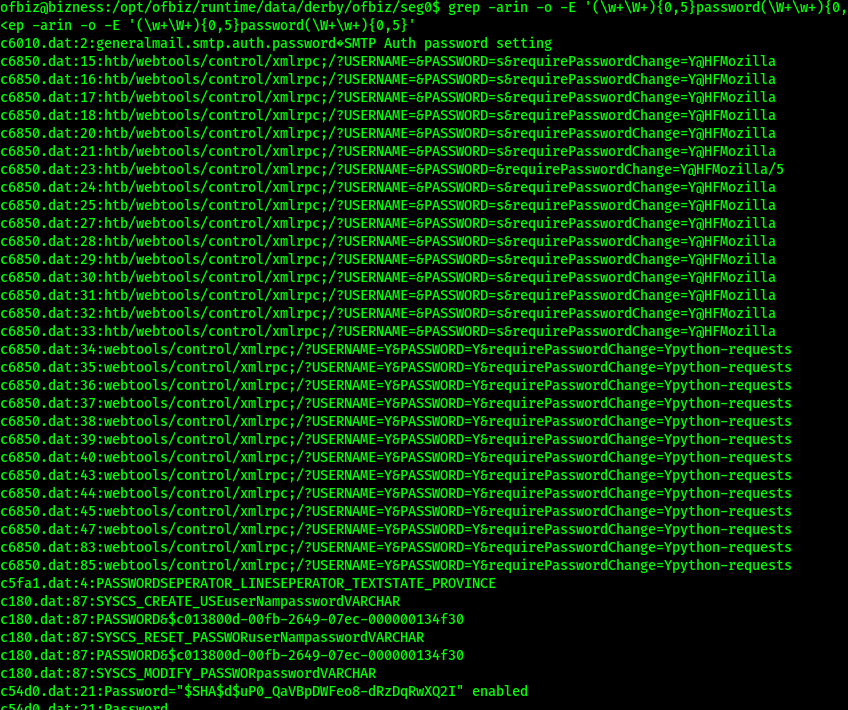 ofbiz@bizness:/opt/ofbiz/runtime/data/derby/ofbiz/seg0$ grep -arin -o -E '(\w+\W+){0,5}password(\W+\w+){0,
<ep -arin -o -E '(\w+\W+){0,5}password(\W+\w+){0,5}'
c6010.dat:2:generalmail.smtp.auth.password�SMTP Auth password setting
c6850.dat:15:htb/webtools/control/xmlrpc;/?USERNAME=&PASSWORD=s&requirePasswordChange=Y@HFMozilla
c6850.dat:16:htb/webtools/control/xmlrpc;/?USERNAME=&PASSWORD=s&requirePasswordChange=Y@HFMozilla
c6850.dat:17:htb/webtools/control/xmlrpc;/?USERNAME=&PASSWORD=s&requirePasswordChange=Y@HFMozilla
c6850.dat:18:htb/webtools/control/xmlrpc;/?USERNAME=&PASSWORD=s&requirePasswordChange=Y@HFMozilla
c6850.dat:20:htb/webtools/control/xmlrpc;/?USERNAME=&PASSWORD=s&requirePasswordChange=Y@HFMozilla
c6850.dat:21:htb/webtools/control/xmlrpc;/?USERNAME=&PASSWORD=s&requirePasswordChange=Y@HFMozilla
c6850.dat:23:htb/webtools/control/xmlrpc;/?USERNAME=&PASSWORD=&requirePasswordChange=Y@HFMozilla/5
c6850.dat:24:htb/webtools/control/xmlrpc;/?USERNAME=&PASSWORD=s&requirePasswordChange=Y@HFMozilla
c6850.dat:25:htb/webtools/control/xmlrpc;/?USERNAME=&PASSWORD=s&requirePasswordChange=Y@HFMozilla
c6850.dat:27:htb/webtools/control/xmlrpc;/?USERNAME=&PASSWORD=s&requirePasswordChange=Y@HFMozilla
c6850.dat:28:htb/webtools/control/xmlrpc;/?USERNAME=&PASSWORD=s&requirePasswordChange=Y@HFMozilla
c6850.dat:29:htb/webtools/control/xmlrpc;/?USERNAME=&PASSWORD=s&requirePasswordChange=Y@HFMozilla
c6850.dat:30:htb/webtools/control/xmlrpc;/?USERNAME=&PASSWORD=s&requirePasswordChange=Y@HFMozilla
c6850.dat:31:htb/webtools/control/xmlrpc;/?USERNAME=&PASSWORD=s&requirePasswordChange=Y@HFMozilla
c6850.dat:32:htb/webtools/control/xmlrpc;/?USERNAME=&PASSWORD=s&requirePasswordChange=Y@HFMozilla
c6850.dat:33:htb/webtools/control/xmlrpc;/?USERNAME=&PASSWORD=s&requirePasswordChange=Y@HFMozilla
c6850.dat:34:webtools/control/xmlrpc;/?USERNAME=Y&PASSWORD=Y&requirePasswordChange=Ypython-requests
c6850.dat:35:webtools/control/xmlrpc;/?USERNAME=Y&PASSWORD=Y&requirePasswordChange=Ypython-requests
c6850.dat:36:webtools/control/xmlrpc;/?USERNAME=Y&PASSWORD=Y&requirePasswordChange=Ypython-requests
c6850.dat:37:webtools/control/xmlrpc;/?USERNAME=Y&PASSWORD=Y&requirePasswordChange=Ypython-requests
c6850.dat:38:webtools/control/xmlrpc;/?USERNAME=Y&PASSWORD=Y&requirePasswordChange=Ypython-requests
c6850.dat:39:webtools/control/xmlrpc;/?USERNAME=Y&PASSWORD=Y&requirePasswordChange=Ypython-requests
c6850.dat:40:webtools/control/xmlrpc;/?USERNAME=Y&PASSWORD=Y&requirePasswordChange=Ypython-requests
c6850.dat:43:webtools/control/xmlrpc;/?USERNAME=Y&PASSWORD=Y&requirePasswordChange=Ypython-requests
c6850.dat:44:webtools/control/xmlrpc;/?USERNAME=Y&PASSWORD=Y&requirePasswordChange=Ypython-requests
c6850.dat:45:webtools/control/xmlrpc;/?USERNAME=Y&PASSWORD=Y&requirePasswordChange=Ypython-requests
c6850.dat:47:webtools/control/xmlrpc;/?USERNAME=Y&PASSWORD=Y&requirePasswordChange=Ypython-requests
c6850.dat:83:webtools/control/xmlrpc;/?USERNAME=Y&PASSWORD=Y&requirePasswordChange=Ypython-requests
c6850.dat:85:webtools/control/xmlrpc;/?USERNAME=Y&PASSWORD=Y&requirePasswordChange=Ypython-requests
c5fa1.dat:4:PASSWORDSEPERATOR_LINESEPERATOR_TEXTSTATE_PROVINCE
c180.dat:87:SYSCS_CREATE_USEuserNampasswordVARCHAR
c180.dat:87:PASSWORD&$c013800d-00fb-2649-07ec-000000134f30
c180.dat:87:SYSCS_RESET_PASSWORuserNampasswordVARCHAR
c180.dat:87:PASSWORD&$c013800d-00fb-2649-07ec-000000134f30
c180.dat:87:SYSCS_MODIFY_PASSWORpasswordVARCHAR
c54d0.dat:21:Password="$SHA$d$uP0_QaVBpDWFeo8-dRzDqRwXQ2I" enabled
c54d0.dat:21:Password